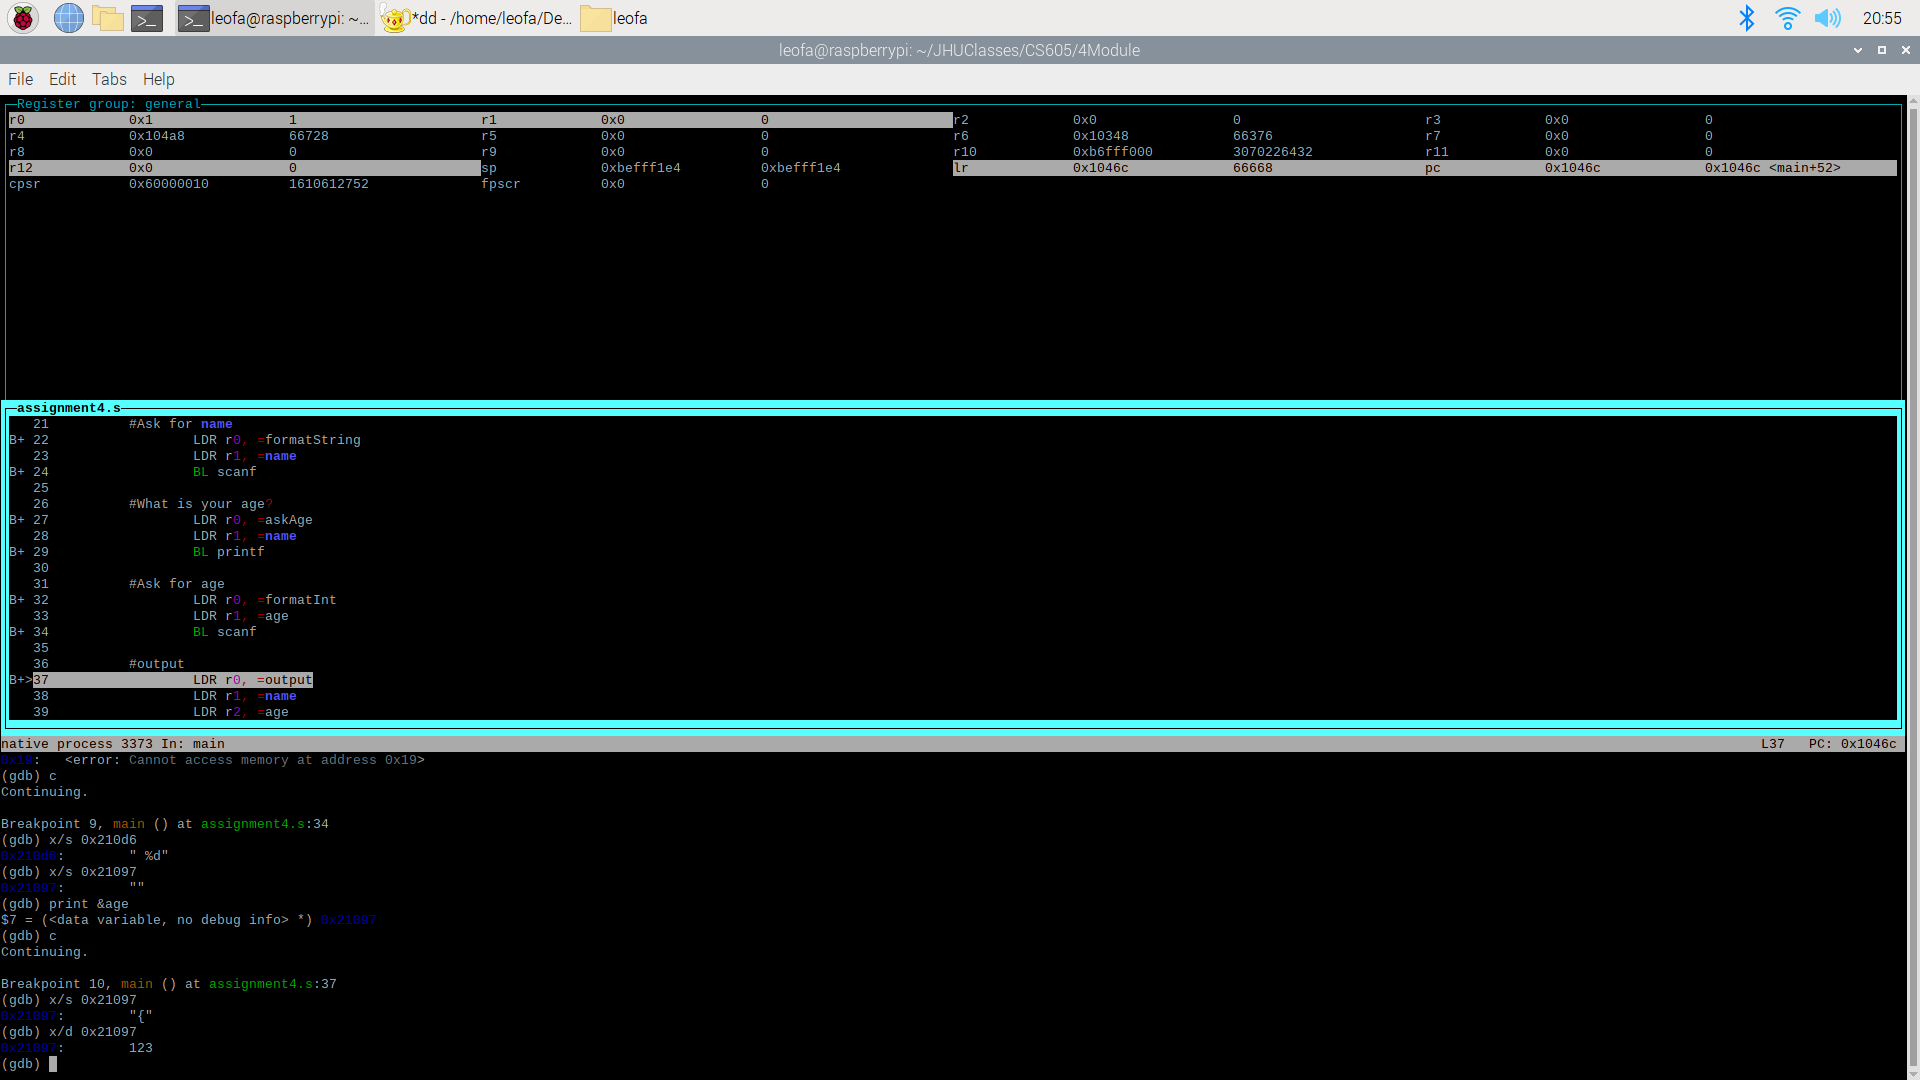 leofa@raspberrypi: ~... *dd - /home/leofa/De... leofa 20:55
leofa@raspberrypi: ~/JHUClasses/CS605/4Module
File Edit Tabs Help
Register group: general
r0 0x1 1 r1 0x0 0 r2 0x0 0 r3 0x0 0
r4 0x104a8 66728 r5 0x0 0 r6 0x10348 66376 r7 0x0 0
r8 0x0 0 r9 0x0 0 r10 0xb6fff000 3070226432 r11 0x0 0
r12 0x0 0 sp 0xbefff1e4 0xbefff1e4 lr 0x1046c 66668 pc 0x1046c 0x1046c <main+52>
cpsr 0x60000010 1610612752 fpscr 0x0 0
assignment4.s
21 #Ask for name
B+ 22 LDR r0, =formatString
23 LDR r1, =name
B+ 24 BL scanf
25
26 #What is your age?
B+ 27 LDR r0, =askAge
28 LDR r1, =name
B+ 29 BL printf
30
31 #Ask for age
B+ 32 LDR r0, =formatInt
33 LDR r1, =age
B+ 34 BL scanf
35
36 #output
B+>37 LDR r0, =output
38 LDR r1, =name
39 LDR r2, =age
native process 3373 In: main L37 PC: 0x1046c
0x19: <error: Cannot access memory at address 0x19>
(gdb) c
Continuing.
Breakpoint 9, main () at assignment4.s:34
(gdb) x/s 0x210d6
0x210d6: " %d"
(gdb) x/s 0x21097
0x21097: ""
(gdb) print &age
$7 = (<data variable, no debug info> *) 0x21097
(gdb) c
Continuing.
Breakpoint 10, main () at assignment4.s:37
(gdb) x/s 0x21097
0x21097: "{"
(gdb) x/d 0x21097
0x21097: 123
(gdb)